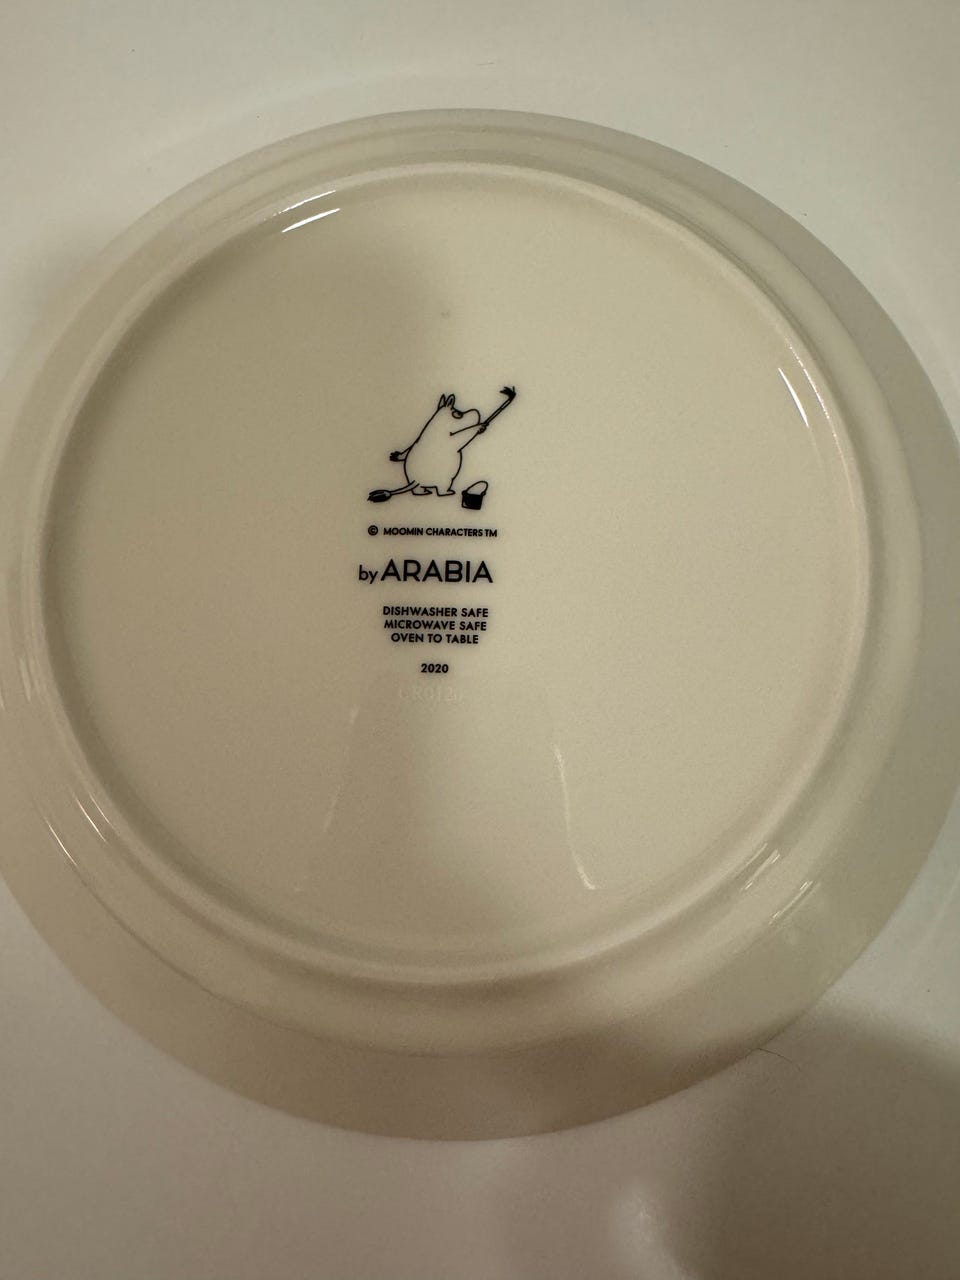 © MOOMIN CHARACTERS TM
by ARABIA
DISHWASHER SAFE
MICROWAVE SAFE
OVEN TO TABLE
2020